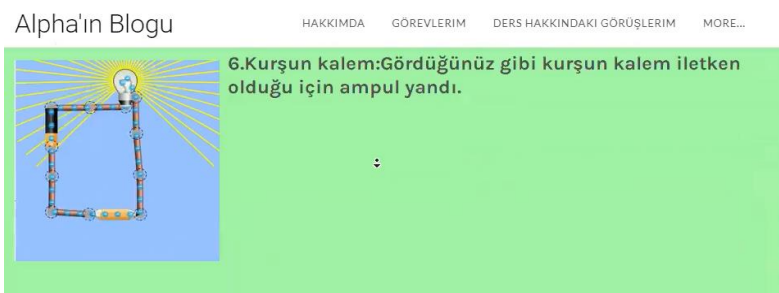 Alpha'ın Blogu
HAKKIMDA GÖREVLERIM DERS HAKKINDAKI GÖRÜŞLERIM MORE...
6.Kurşun kalem:Gördüğünüz gibi kurşun kalem iletken
olduğu için ampul yandı.